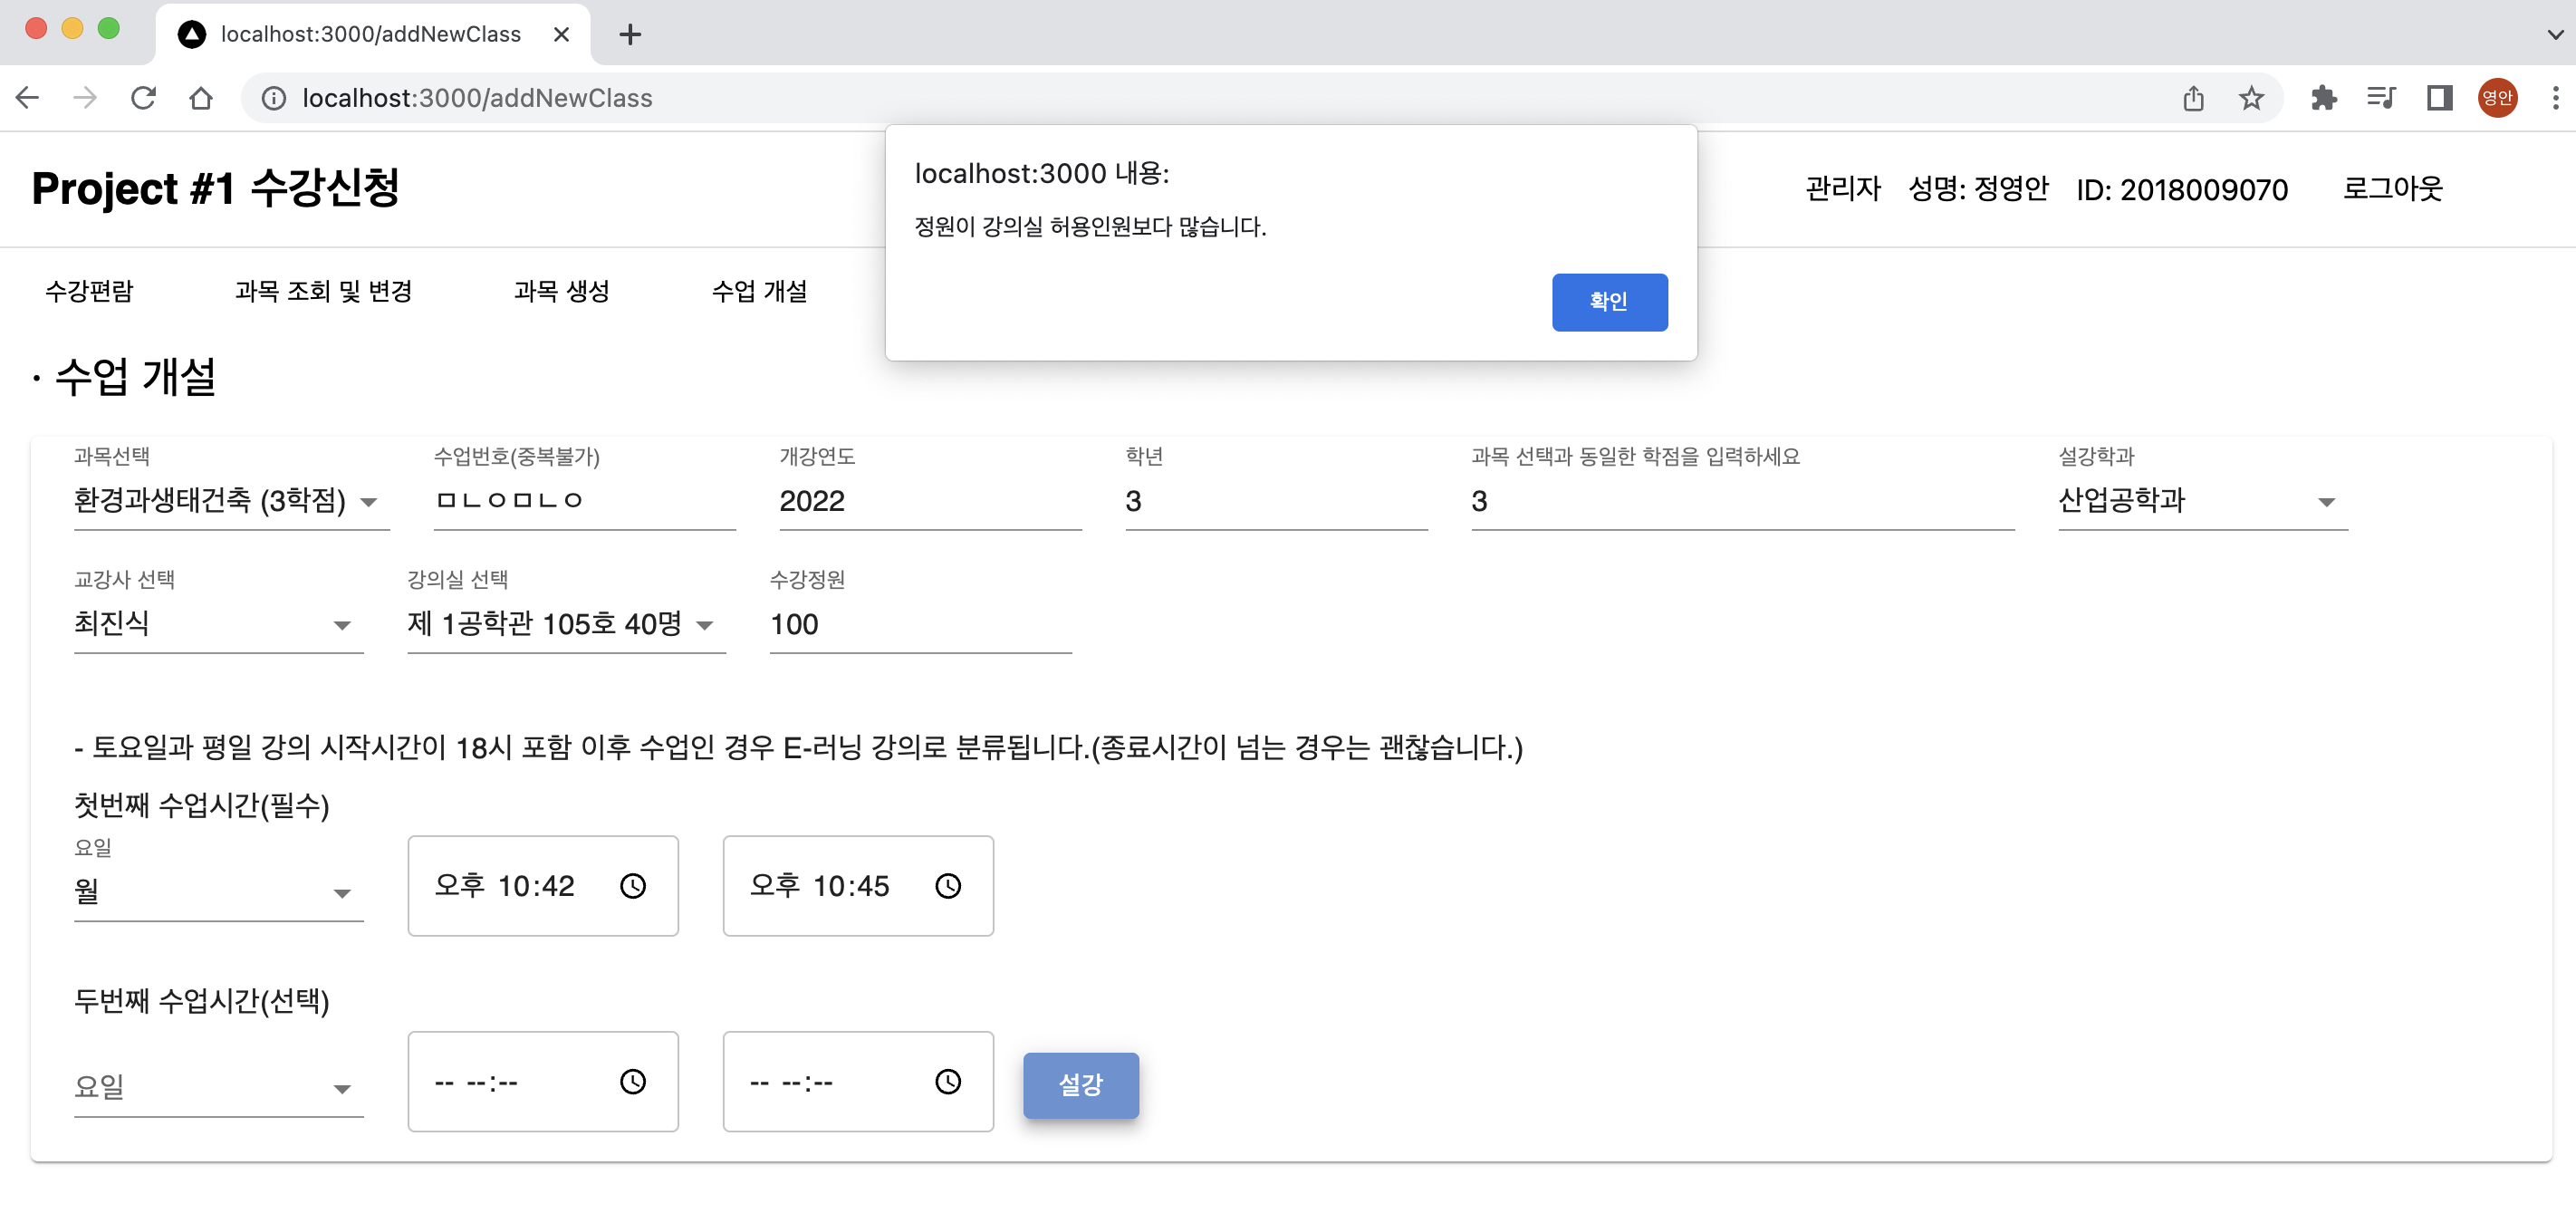 localhost:3000/addNewClass
localhost:3000/addNewClass
영안
localhost:3000 내용:
정원이 강의실 허용인원보다 많습니다.
확인
Project #1 수강신청
관리자 성명: 정영안 ID: 2018009070 로그아웃
수강편람 과목 조회 및 변경 과목 생성 수업 개설
· 수업 개설
과목선택 수업번호(중복불가) 개강연도 학년 과목 선택과 동일한 학점을 입력하세요 설강학과
환경과생태건축 (3학점) ㅁㄴㅇㅁㄴㅇ 2022 3 3 산업공학과
교강사 선택 강의실 선택 수강정원
최진식 제 1공학관 105호 40명 100
- 토요일과 평일 강의 시작시간이 18시 포함 이후 수업인 경우 E-러닝 강의로 분류됩니다.(종료시간이 넘는 경우는 괜찮습니다.)
첫번째 수업시간(필수)
요일
월 오후 10:42 오후 10:45
두번째 수업시간(선택)
요일 -- --:-- -- --:-- 설강